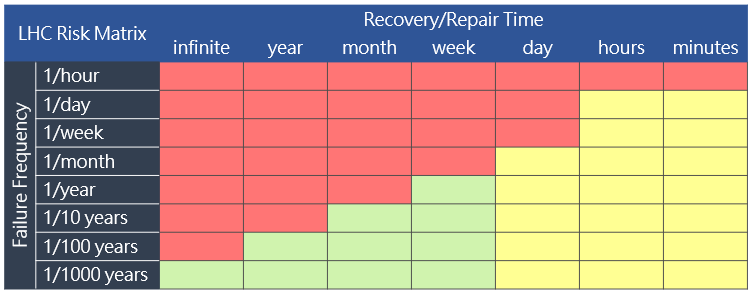 LHC Risk Matrix
Recovery/Repair Time
infinite year month week day hours minutes
Failure Frequency
1/hour
1/day
1/week
1/month
1/year
1/10 years
1/100 years
1/1000 years